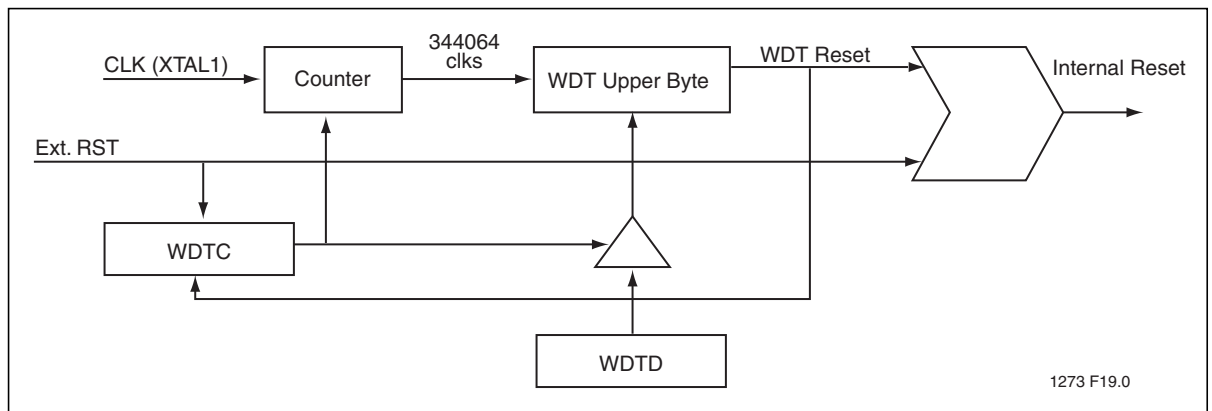 344064
clks
CLK (XTAL1)
Counter
WDT Upper Byte
WDT Reset
Internal Reset
Ext. RST
WDTC
WDTD
1273 F19.0